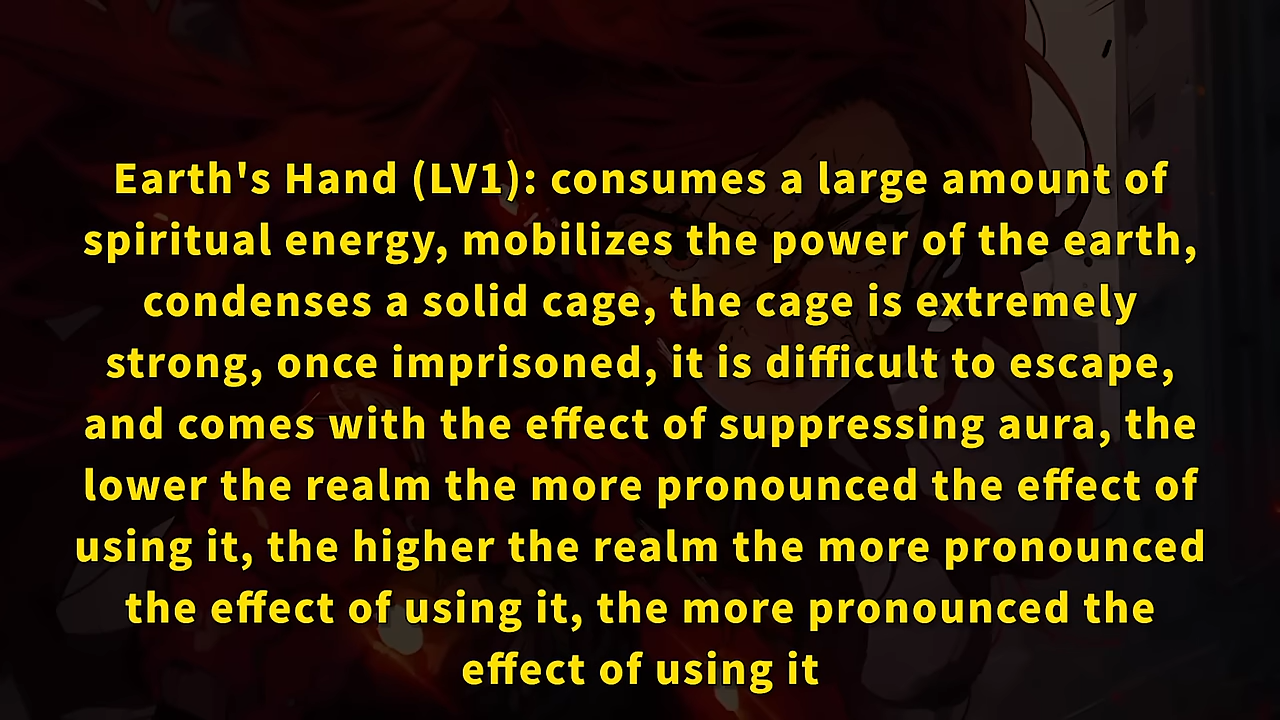 Earth's Hand (LV1): consumes a large amount of
spiritual energy, mobilizes the power of the earth,
condenses a solid cage, the cage is extremely
strong, once imprisoned, it is difficult to escape,
and comes with the effect of suppressing aura, the
lower the realm the more pronounced the effect of
using it, the higher the realm the more pronounced
the effect of using it, the more pronounced the
effect of using it